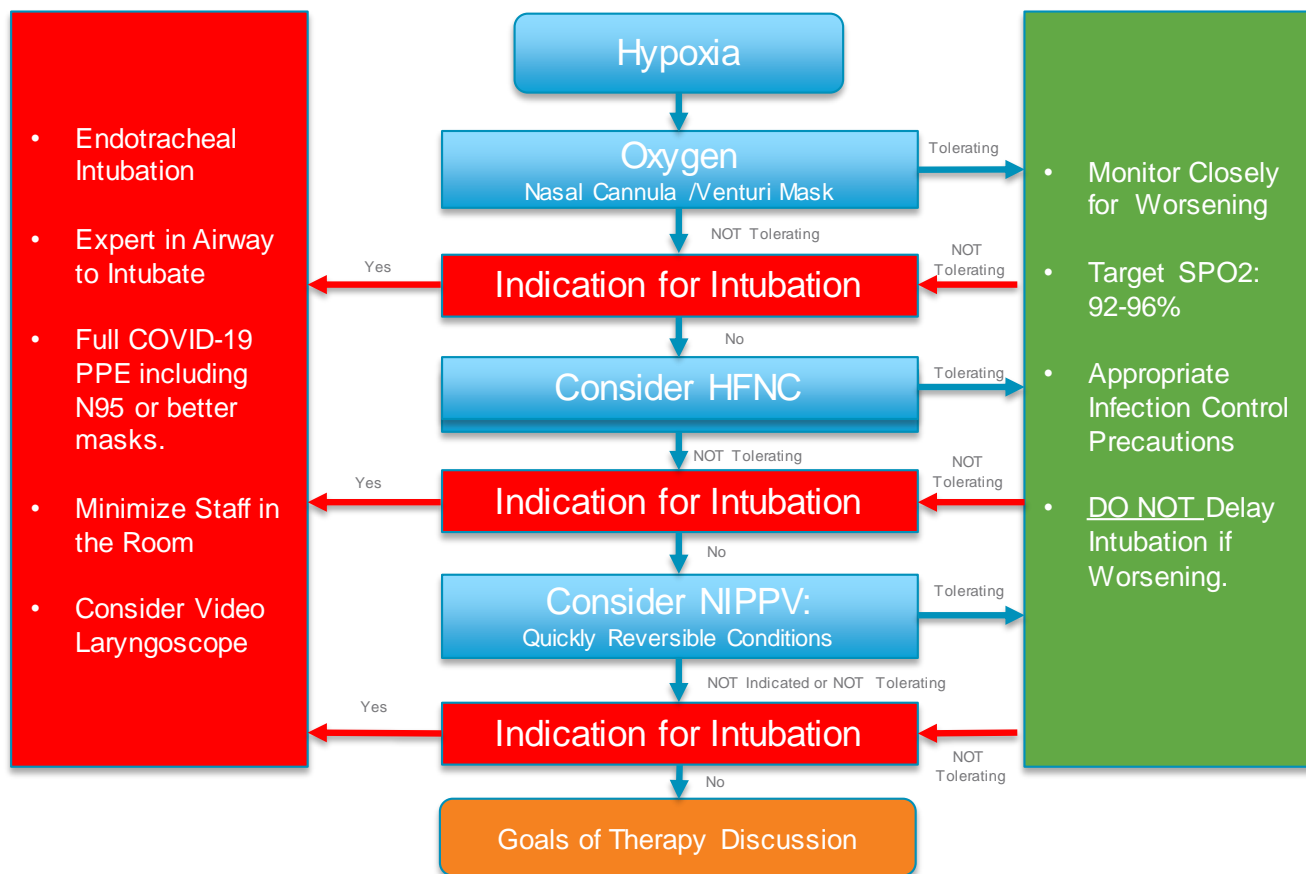 Hypoxia
Oxygen
Nasal Cannula /Venturi Mask
Tolerating
NOT Tolerating
Indication for Intubation
Yes
NOT
Tolerating
No
Consider HFNC
Tolerating
NOT Tolerating
Indication for Intubation
Yes
NOT
Tolerating
No
Consider NIPPV:
Quickly Reversible Conditions
Tolerating
NOT Indicated or NOT Tolerating
Indication for Intubation
Yes
NOT
Tolerating
No
Goals of Therapy Discussion
• Endotracheal
Intubation
• Expert in Airway
to Intubate
• Full COVID-19
PPE including
N95 or better
masks.
• Minimize Staff in
the Room
• Consider Video
Laryngoscope
• Monitor Closely
for Worsening
• Target SPO2:
92-96%
• Appropriate
Infection Control
Precautions
• DO NOT Delay
Intubation if
Worsening.